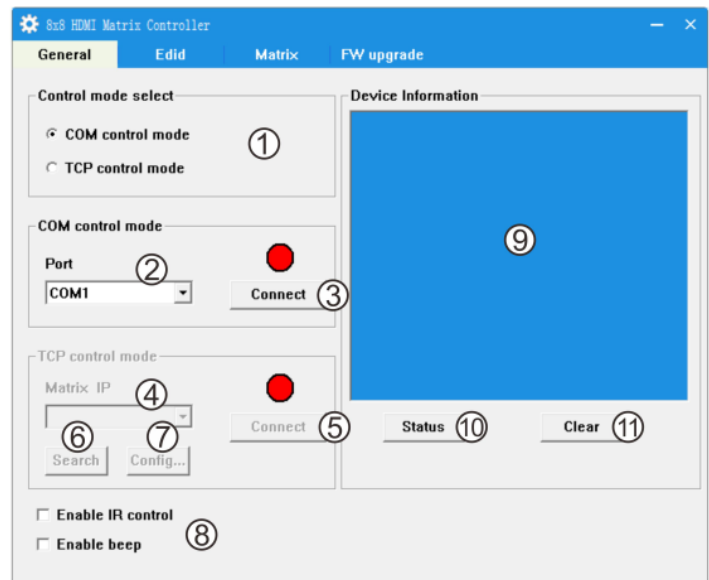 8x8 HDMI Matrix Controller
General Edid Matrix FW upgrade
Control mode select
COM control mode
①
TCP control mode
COM control mode
Port
②
COM1
Connect ③
TCP control mode
Matrix IP
④
Connect ⑤
⑥ ⑦
Search Config...
Enable IR control
⑧
Enable beep
Device Information
⑨
Status ⑩ Clear ⑪